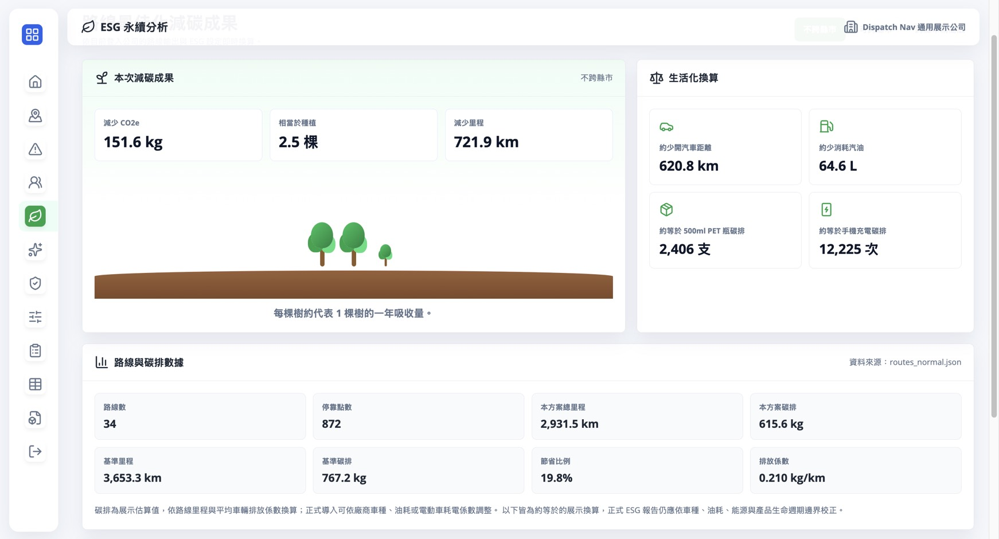 ESG 永續分析
Dispatch Nav 通用展示公司
本次減碳成果
不跨縣市
減少 CO2e
151.6 kg
相當於種植
2.5 棵
減少里程
721.9 km
每棵樹約代表 1 棵樹的一年吸收量。
生活化換算
約少開汽車距離
620.8 km
約少消耗汽油
64.6 L
約等於 500ml PET 瓶碳排
2,406 支
約等於手機充電碳排
12,225 次
路線與碳排數據
資料來源：routes_normal.json
路線數
34
停靠點數
872
本方案總里程
2,931.5 km
本方案碳排
615.6 kg
基準里程
3,653.3 km
基準碳排
767.2 kg
節省比例
19.8%
排放係數
0.210 kg/km
碳排為展示估算值，依路線里程與平均車輛排放係數換算；正式導入可依廠商車種、油耗或電動車耗電係數調整。 以下皆為約等於的展示換算，正式 ESG 報告仍應依車種、油耗、能源與產品生命週期邊界校正。